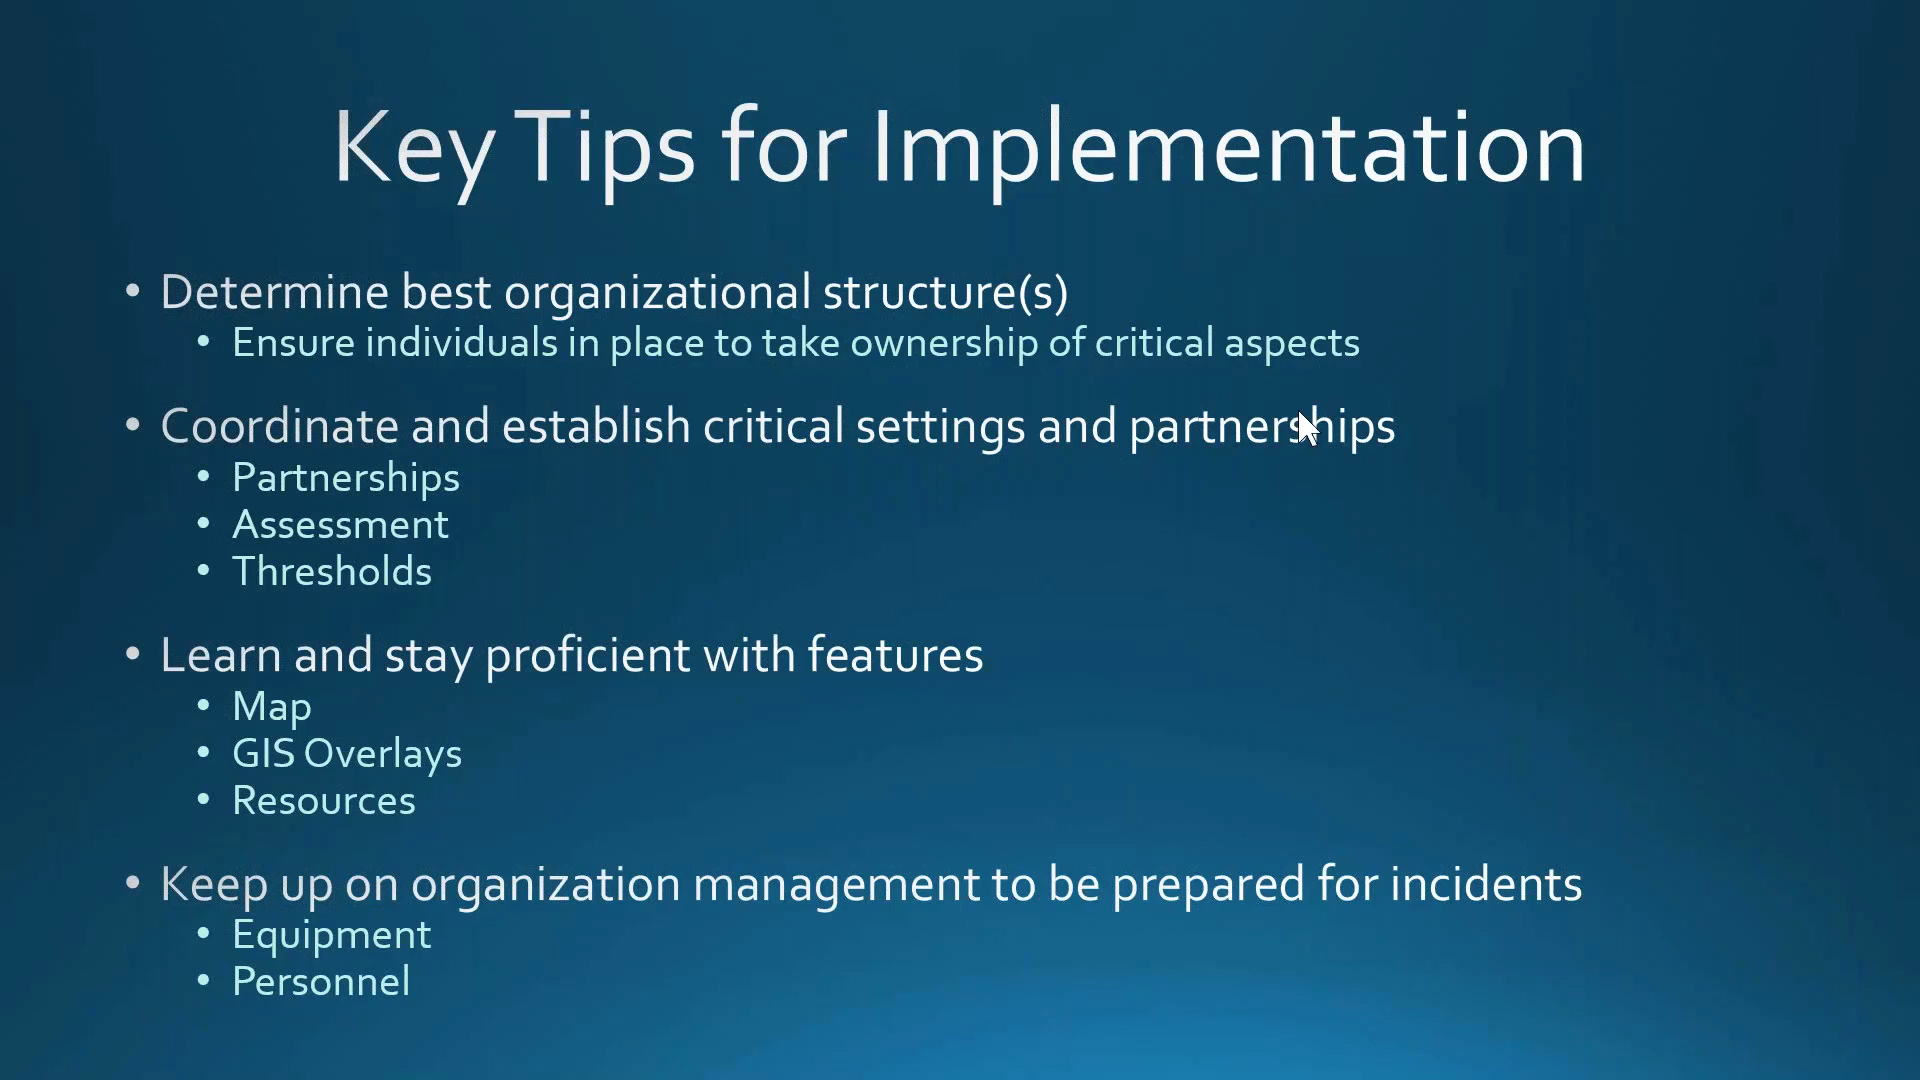 Key Tips for Implementation
• Determine best organizational structure(s)
• Ensure individuals in place to take ownership of critical aspects
• Coordinate and establish critical settings and partnerships
• Partnerships
• Assessment
• Thresholds
• Learn and stay proficient with features
• Map
• GIS Overlays
• Resources
• Keep up on organization management to be prepared for incidents
• Equipment
• Personnel